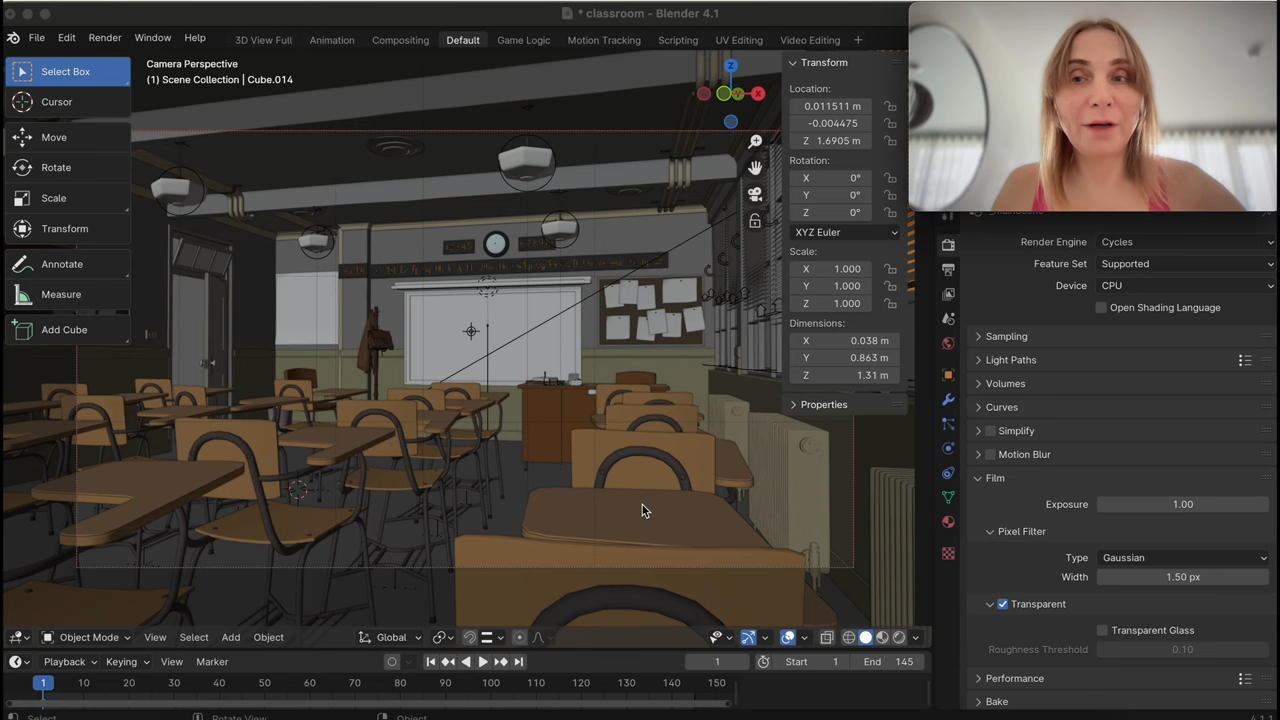 * classroom - Blender 4.1
File Edit Render Window Help
3D View Full Animation Compositing Default Game Logic Motion Tracking Scripting UV Editing Video Editing +
Select Box
Cursor
Move
Rotate
Scale
Transform
Annotate
Measure
Add Cube
Camera Perspective
(1) Scene Collection | Cube.014
Z
Y
X
Transform
Location:
0.011511 m
-0.004475
Z 1.6905 m
Rotation:
X 0°
Y 0°
Z 0°
XYZ Euler
Scale:
X 1.000
Y 1.000
Z 1.000
Dimensions:
X 0.038 m
Y 0.863 m
Z 1.31 m
Properties
Render Engine Cycles
Feature Set Supported
Device CPU
Open Shading Language
Sampling
Light Paths
Volumes
Curves
Simplify
Motion Blur
Film
Exposure 1.00
Pixel Filter
Type Gaussian
Width 1.50 px
Transparent
Transparent Glass
Roughness Threshold 0.10
Performance
Bake
Object Mode View Select Add Object Global
Playback Keying View Marker 1 Start 1 End 145
1 10 20 30 40 50 60 70 80 90 100 110 120 130 140 150
Select Rotate View Object 4.1.1